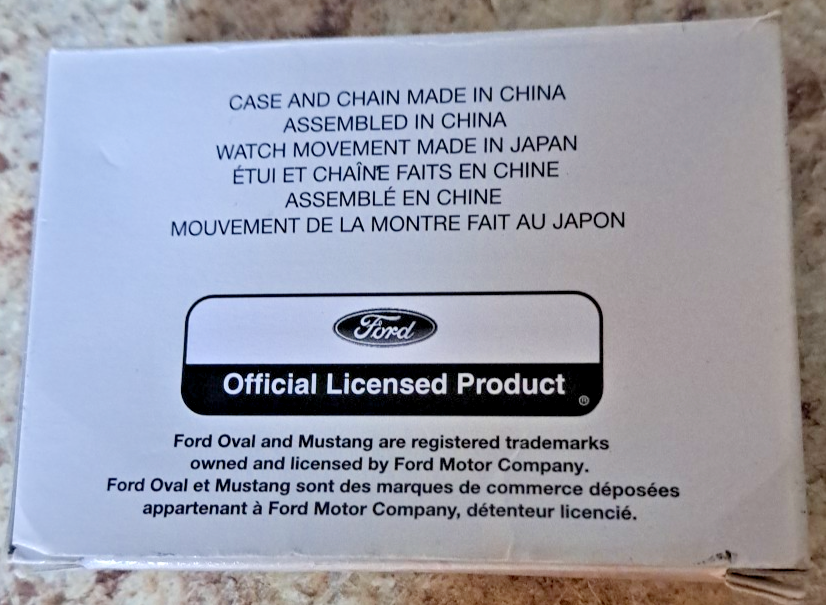 CASE AND CHAIN MADE IN CHINA
ASSEMBLED IN CHINA
WATCH MOVEMENT MADE IN JAPAN
ÉTUI ET CHAÎNE FAITS EN CHINE
ASSEMBLÉ EN CHINE
MOUVEMENT DE LA MONTRE FAIT AU JAPON
Ford
Official Licensed Product ®
Ford Oval and Mustang are registered trademarks
owned and licensed by Ford Motor Company.
Ford Oval et Mustang sont des marques de commerce déposées
appartenant à Ford Motor Company, détenteur licencié.